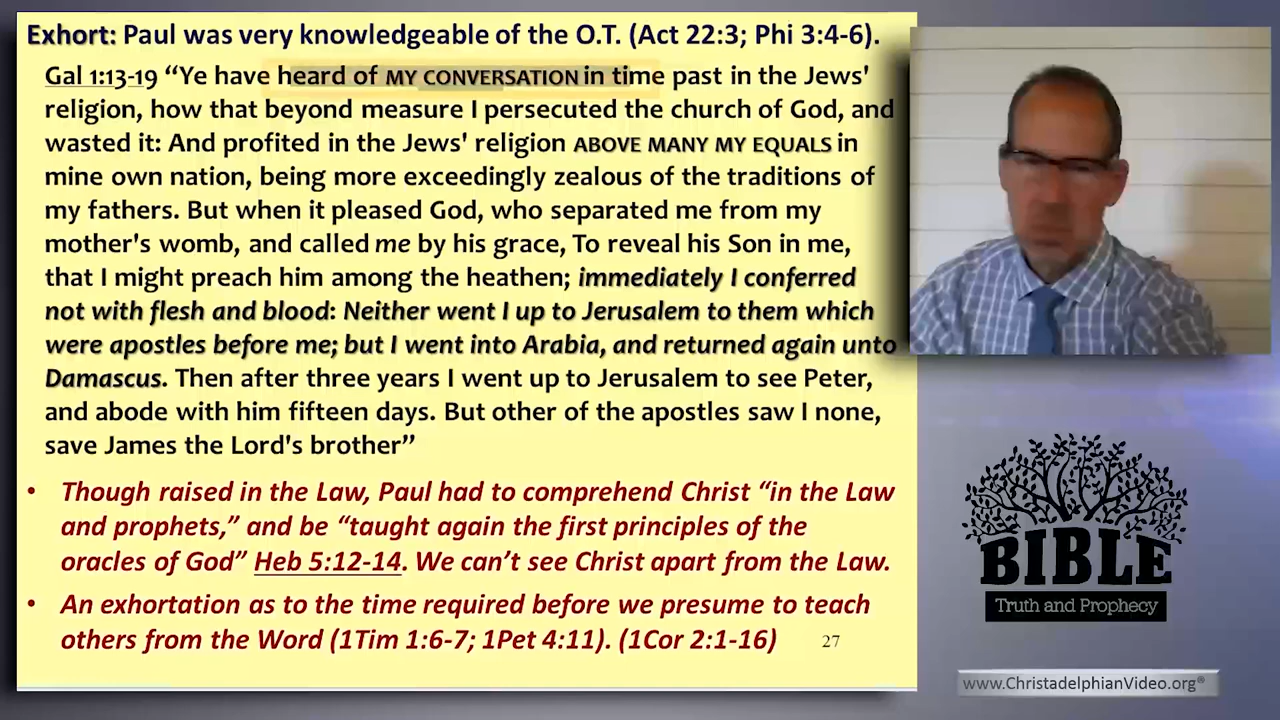 Exhort: Paul was very knowledgeable of the O.T. (Act 22:3; Phi 3:4-6).
Gal 1:13-19 “Ye have heard of MY CONVERSATION in time past in the Jews'
religion, how that beyond measure I persecuted the church of God, and
wasted it: And profited in the Jews' religion ABOVE MANY MY EQUALS in
mine own nation, being more exceedingly zealous of the traditions of
my fathers. But when it pleased God, who separated me from my
mother's womb, and called me by his grace, To reveal his Son in me,
that I might preach him among the heathen; immediately I conferred
not with flesh and blood: Neither went I up to Jerusalem to them which
were apostles before me; but I went into Arabia, and returned again unto
Damascus. Then after three years I went up to Jerusalem to see Peter,
and abode with him fifteen days. But other of the apostles saw I none,
save James the Lord's brother”
• Though raised in the Law, Paul had to comprehend Christ “in the Law
and prophets,” and be “taught again the first principles of the
oracles of God” Heb 5:12-14. We can’t see Christ apart from the Law.
• An exhortation as to the time required before we presume to teach
others from the Word (1Tim 1:6-7; 1Pet 4:11). (1Cor 2:1-16)
27
BIBLE
Truth and Prophecy
www.ChristadelphianVideo.org®